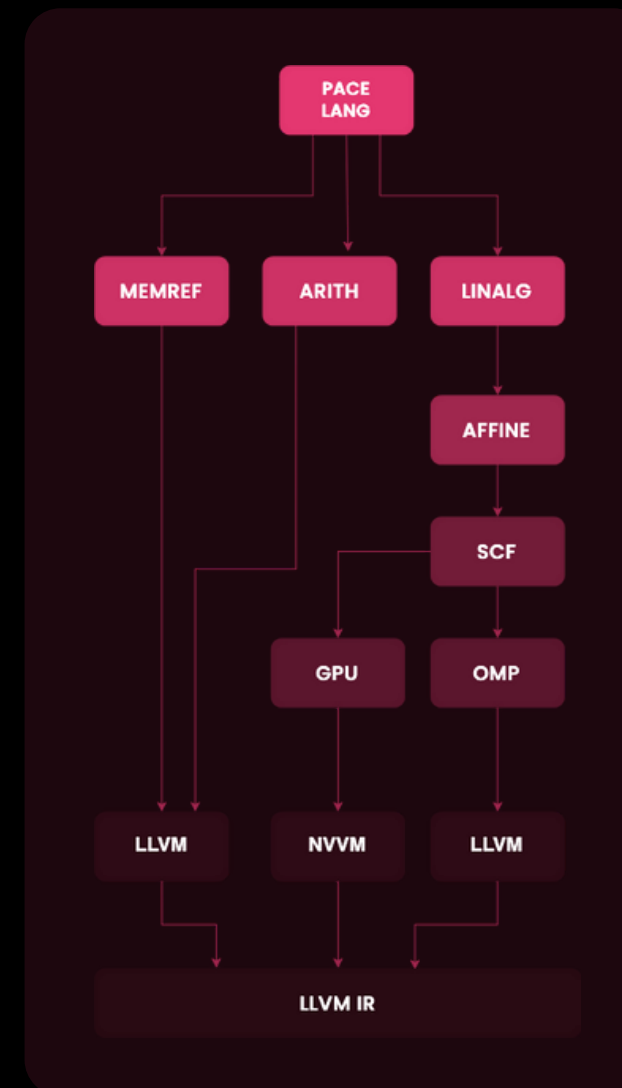 PACE
LANG
MEMREF
ARITH
LINALG
AFFINE
SCF
GPU
OMP
LLVM
NVVM
LLVM
LLVM IR